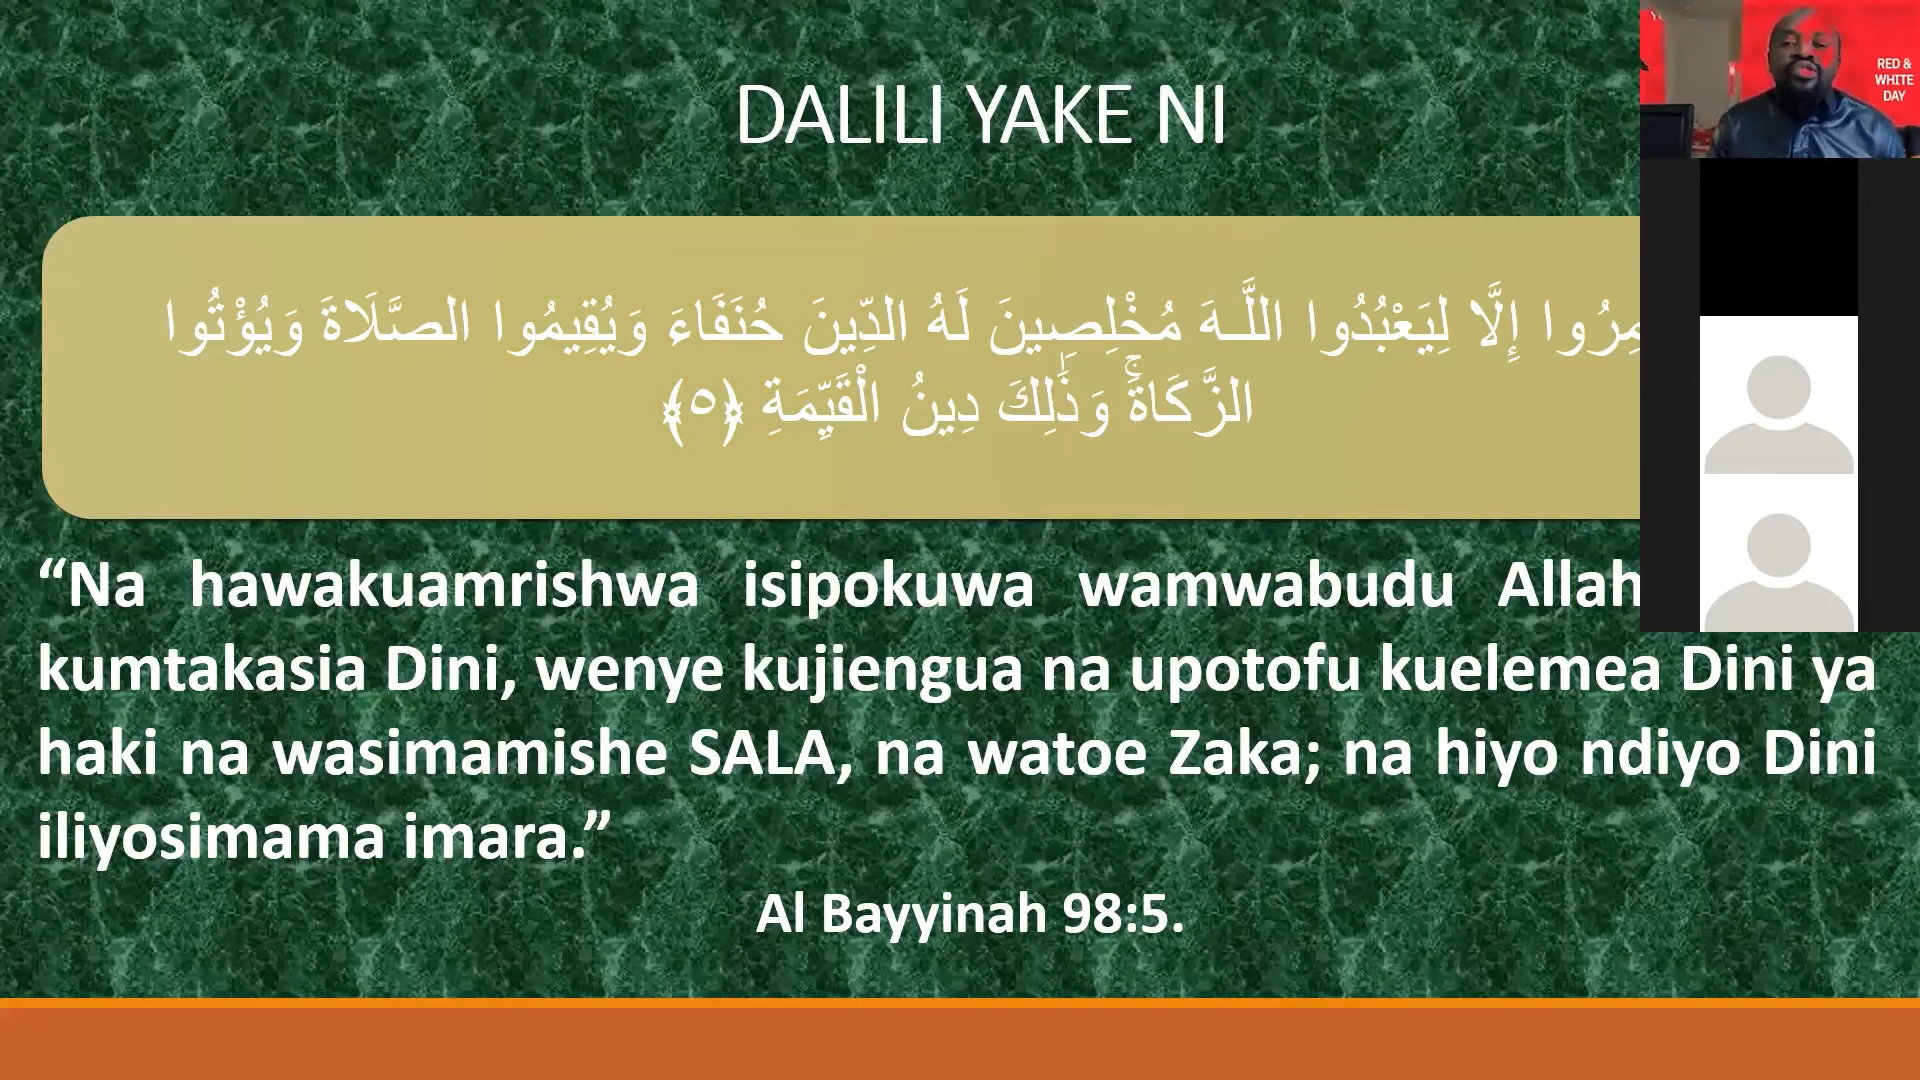 DALILI YAKE NI
إِلَّا لِيَعْبُدُوا اللَّـهَ مُخْلِصِينَ لَهُ الدِّينَ حُنَفَاءَ وَيُقِيمُوا الصَّلَاةَ وَيُؤْتُوا
الزَّكَاةَ ۚ وَذَٰلِكَ دِينُ الْقَيِّمَةِ ﴿٥﴾
“Na hawakuamrishwa isipokuwa wamwabudu Allah
kumtakasia Dini, wenye kujiengua na upotofu kuelemea Dini ya
haki na wasimamishe SALA, na watoe Zaka; na hiyo ndiyo Dini
iliyosimama imara.”
Al Bayyinah 98:5.
RED &
WHITE
DAY